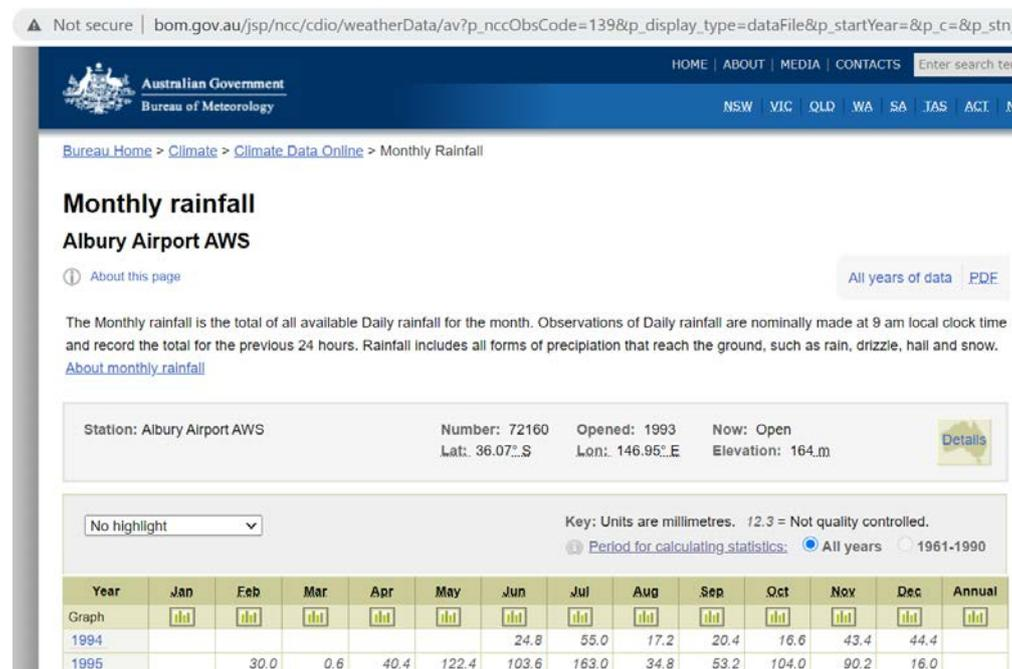 Not secure | bom.gov.au/jsp/ncc/cdio/weatherData/av?p_nccObsCode=139&p_display_type=dataFile&p_startYear=&p_c=&p_stn
HOME | ABOUT | MEDIA | CONTACTS Enter search te
Australian Government
Bureau of Meteorology
NSW VIC QLD WA SA TAS ACT N
Bureau Home > Climate > Climate Data Online > Monthly Rainfall
Monthly rainfall
Albury Airport AWS
About this page
All years of data PDF
The Monthly rainfall is the total of all available Daily rainfall for the month. Observations of Daily rainfall are nominally made at 9 am local clock time
and record the total for the previous 24 hours. Rainfall includes all forms of precipiation that reach the ground, such as rain, drizzle, hail and snow.
About monthly rainfall
Station: Albury Airport AWS Number: 72160 Opened: 1993 Now: Open
Lat: 36.07° S Lon: 146.95° E Elevation: 164 m
Details
No highlight
Key: Units are millimetres. 12.3 = Not quality controlled.
Period for calculating statistics: All years 1961-1990
Year Jan Feb Mar Apr May Jun Jul Aug Sep Oct Nov Dec Annual
Graph
1994 24.8 55.0 17.2 20.4 16.6 43.4 44.4
1995 30.0 0.6 40.4 122.4 103.6 163.0 34.8 53.2 104.0 90.2 16.0